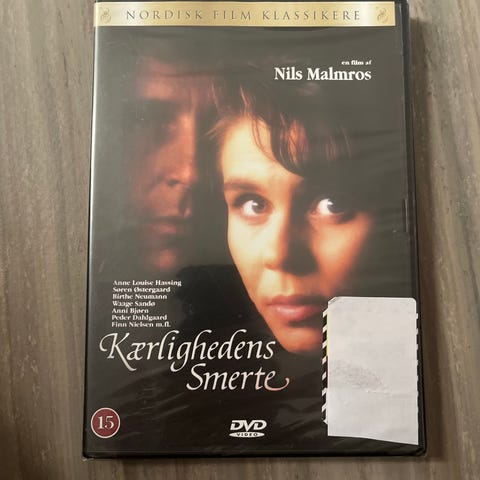 NORDISK FILM KLASSIKERE
en film af
Nils Malmros
Anne Louise Hassing
Søren Østergaard
Birthe Neumann
Waage Sandø
Anni Bjørn
Peder Dahlgaard
Finn Nielsen m.fl.
Kærlighedens
Smerte
15
DVD
VIDEO